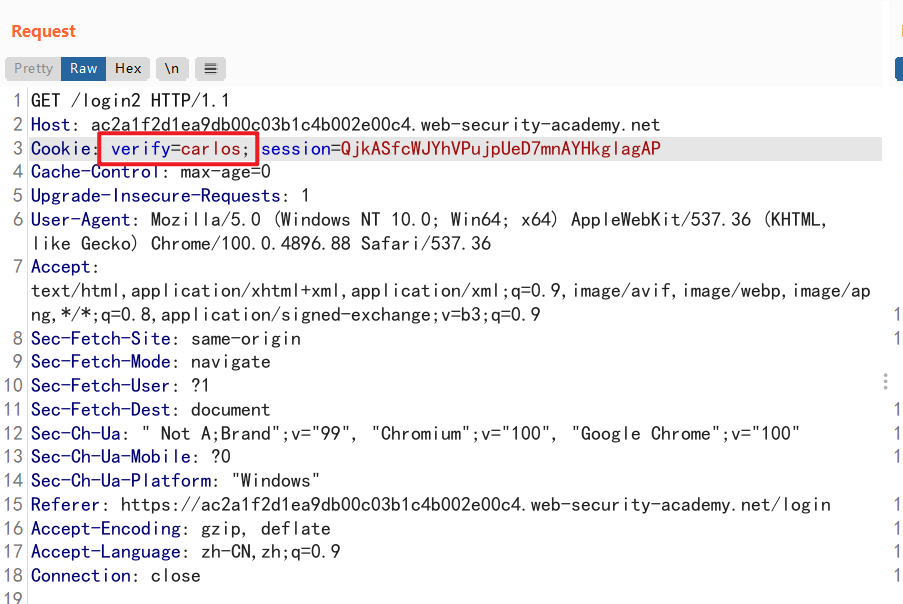 Request
Pretty Raw Hex \n
1 GET /login2 HTTP/1.1
2 Host: ac2a1f2d1ea9db00c03b1c4b002e00c4.web-security-academy.net
3 Cookie: verify=carlos; session=QjkASfcWJYhVPujpUeD7mnAYHkglagAP
4 Cache-Control: max-age=0
5 Upgrade-Insecure-Requests: 1
6 User-Agent: Mozilla/5.0 (Windows NT 10.0; Win64; x64) AppleWebKit/537.36 (KHTML,
like Gecko) Chrome/100.0.4896.88 Safari/537.36
7 Accept:
text/html,application/xhtml+xml,application/xml;q=0.9,image/avif,image/webp,image/ap
ng,*/*;q=0.8,application/signed-exchange;v=b3;q=0.9
8 Sec-Fetch-Site: same-origin
9 Sec-Fetch-Mode: navigate
10 Sec-Fetch-User: ?1
11 Sec-Fetch-Dest: document
12 Sec-Ch-Ua: " Not A;Brand";v="99", "Chromium";v="100", "Google Chrome";v="100"
13 Sec-Ch-Ua-Mobile: ?0
14 Sec-Ch-Ua-Platform: "Windows"
15 Referer: https://ac2a1f2d1ea9db00c03b1c4b002e00c4.web-security-academy.net/login
16 Accept-Encoding: gzip, deflate
17 Accept-Language: zh-CN,zh;q=0.9
18 Connection: close
19